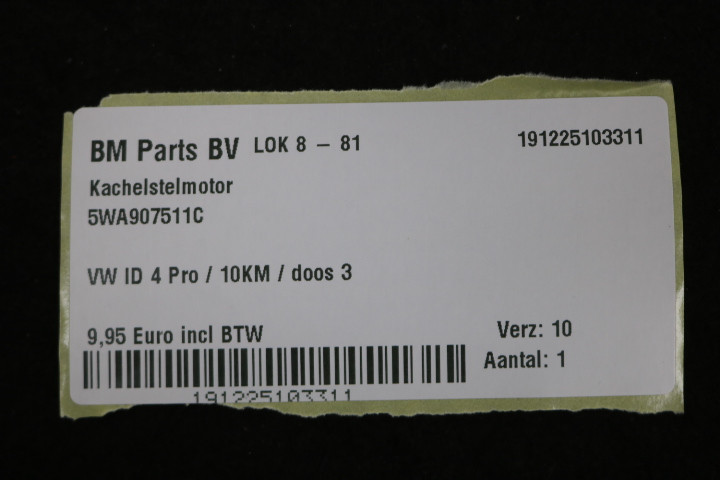 BM Parts BV LOK 8 – 81 191225103311
Kachelstelmotor
5WA907511C
VW ID 4 Pro / 10KM / doos 3
9,95 Euro incl BTW Verz: 10
Aantal: 1
191225103311